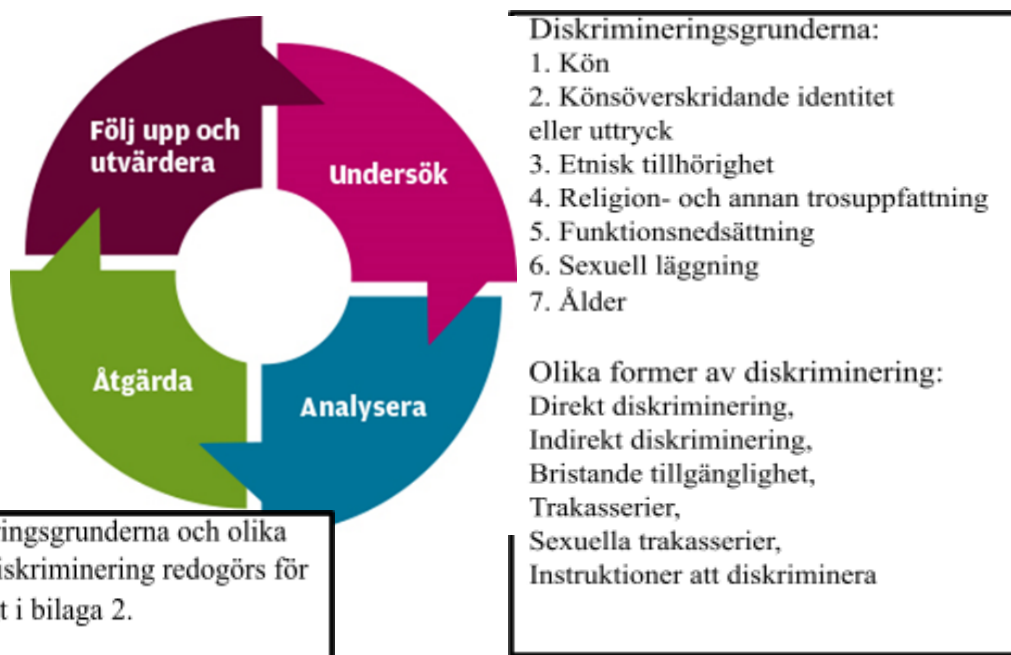 Följ upp och
utvärdera
Undersök
Analysera
Åtgärda
ringsgrunderna och olika
iskriminering redogörs för
t i bilaga 2.
Diskrimineringsgrunderna:
1. Kön
2. Könsöverskridande identitet
eller uttryck
3. Etnisk tillhörighet
4. Religion- och annan trosuppfattning
5. Funktionsnedsättning
6. Sexuell läggning
7. Ålder
Olika former av diskriminering:
Direkt diskriminering,
Indirekt diskriminering,
Bristande tillgänglighet,
Trakasserier,
Sexuella trakasserier,
Instruktioner att diskriminera